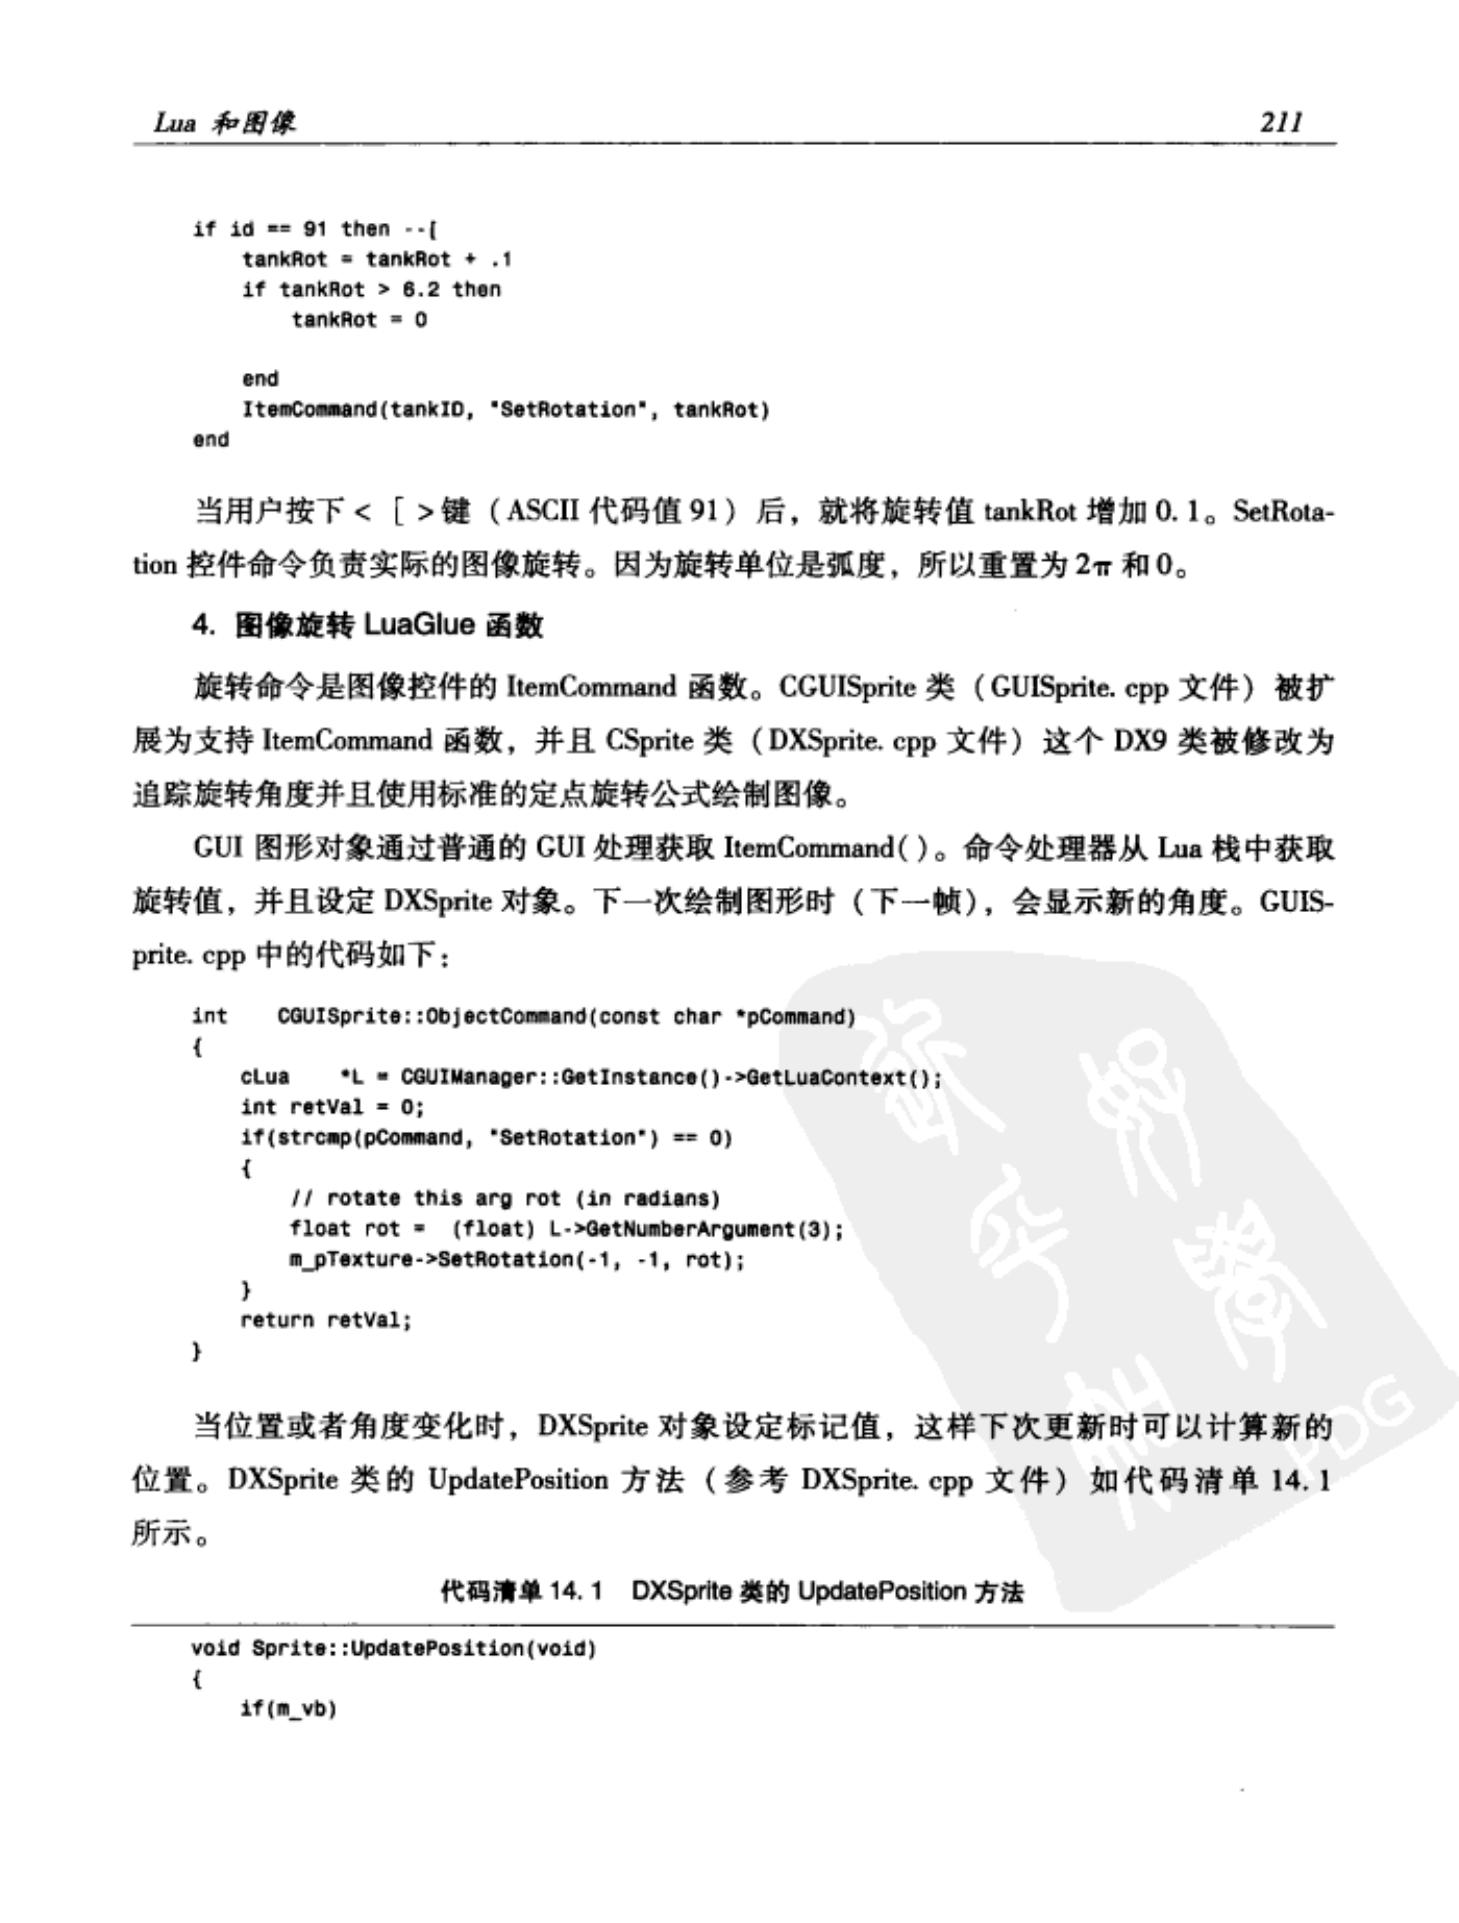 Lua 和图像 211
if id == 91 then --[
tankRot = tankRot + .1
if tankRot > 6.2 then
tankRot = 0
end
ItemCommand(tankID, "SetRotation", tankRot)
end
当用户按下<［>键（ASCII 代码值 91）后，就将旋转值 tankRot 增加 0.1。SetRota-
tion 控件命令负责实际的图像旋转。因为旋转单位是弧度，所以重置为 2π 和 0。
4. 图像旋转 LuaGlue 函数
旋转命令是图像控件的 ItemCommand 函数。CGUISprite 类（GUISprite. cpp 文件）被扩
展为支持 ItemCommand 函数，并且 CSprite 类（DXSprite. cpp 文件）这个 DX9 类被修改为
追踪旋转角度并且使用标准的定点旋转公式绘制图像。
GUI 图形对象通过普通的 GUI 处理获取 ItemCommand( )。命令处理器从 Lua 栈中获取
旋转值，并且设定 DXSprite 对象。下一次绘制图形时（下一帧），会显示新的角度。GUIS-
prite. cpp 中的代码如下：
int CGUISprite::ObjectCommand(const char *pCommand)
{
cLua *L = CGUIManager::GetInstance()->GetLuaContext();
int retVal = 0;
if(strcmp(pCommand, "SetRotation") == 0)
{
// rotate this arg rot (in radians)
float rot = (float) L->GetNumberArgument(3);
m_pTexture->SetRotation(-1, -1, rot);
}
return retVal;
}
当位置或者角度变化时，DXSprite 对象设定标记值，这样下次更新时可以计算新的
位置。DXSprite 类的 UpdatePosition 方法（参考 DXSprite. cpp 文件）如代码清单 14. 1
所示。
代码清单 14. 1 DXSprite 类的 UpdatePosition 方法
void Sprite::UpdatePosition(void)
{
if(m_vb)
PDG